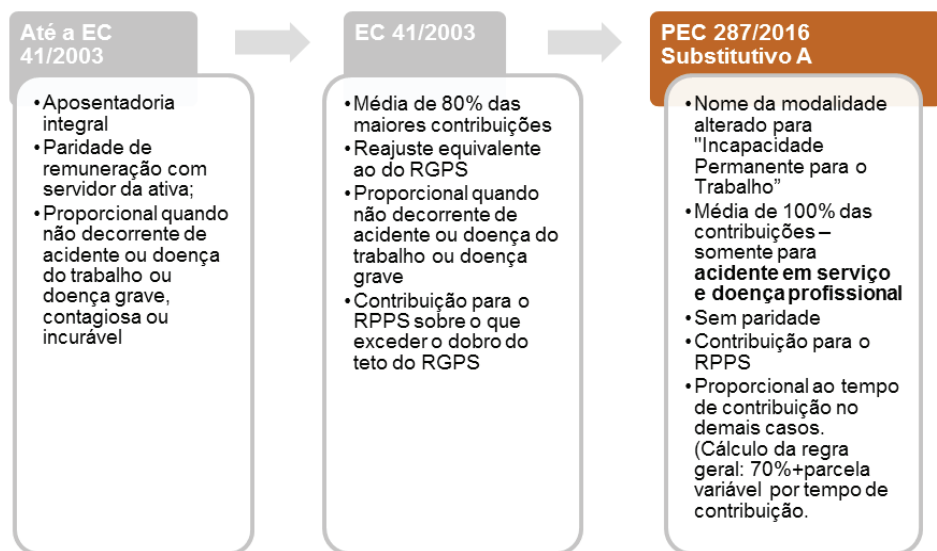 Até a EC
41/2003
•Aposentadoria
integral
•Paridade de
remuneração com
servidor da ativa;
•Proporcional quando
não decorrente de
acidente ou doença
do trabalho ou
doença grave,
contagiosa ou
incurável
EC 41/2003
•Média de 80% das
maiores contribuições
•Reajuste equivalente
ao do RGPS
•Proporcional quando
não decorrente de
acidente ou doença do
trabalho ou doença
grave
•Contribuição para o
RPPS sobre o que
exceder o dobro do
teto do RGPS
PEC 287/2016
Substitutivo A
•Nome da modalidade
alterado para
"Incapacidade
Permanente para o
Trabalho”
•Média de 100% das
contribuições –
somente para
acidente em serviço
e doença profissional
•Sem paridade
•Contribuição para o
RPPS
•Proporcional ao tempo
de contribuição no
demais casos.
(Cálculo da regra
geral: 70%+parcela
variável por tempo de
contribuição.